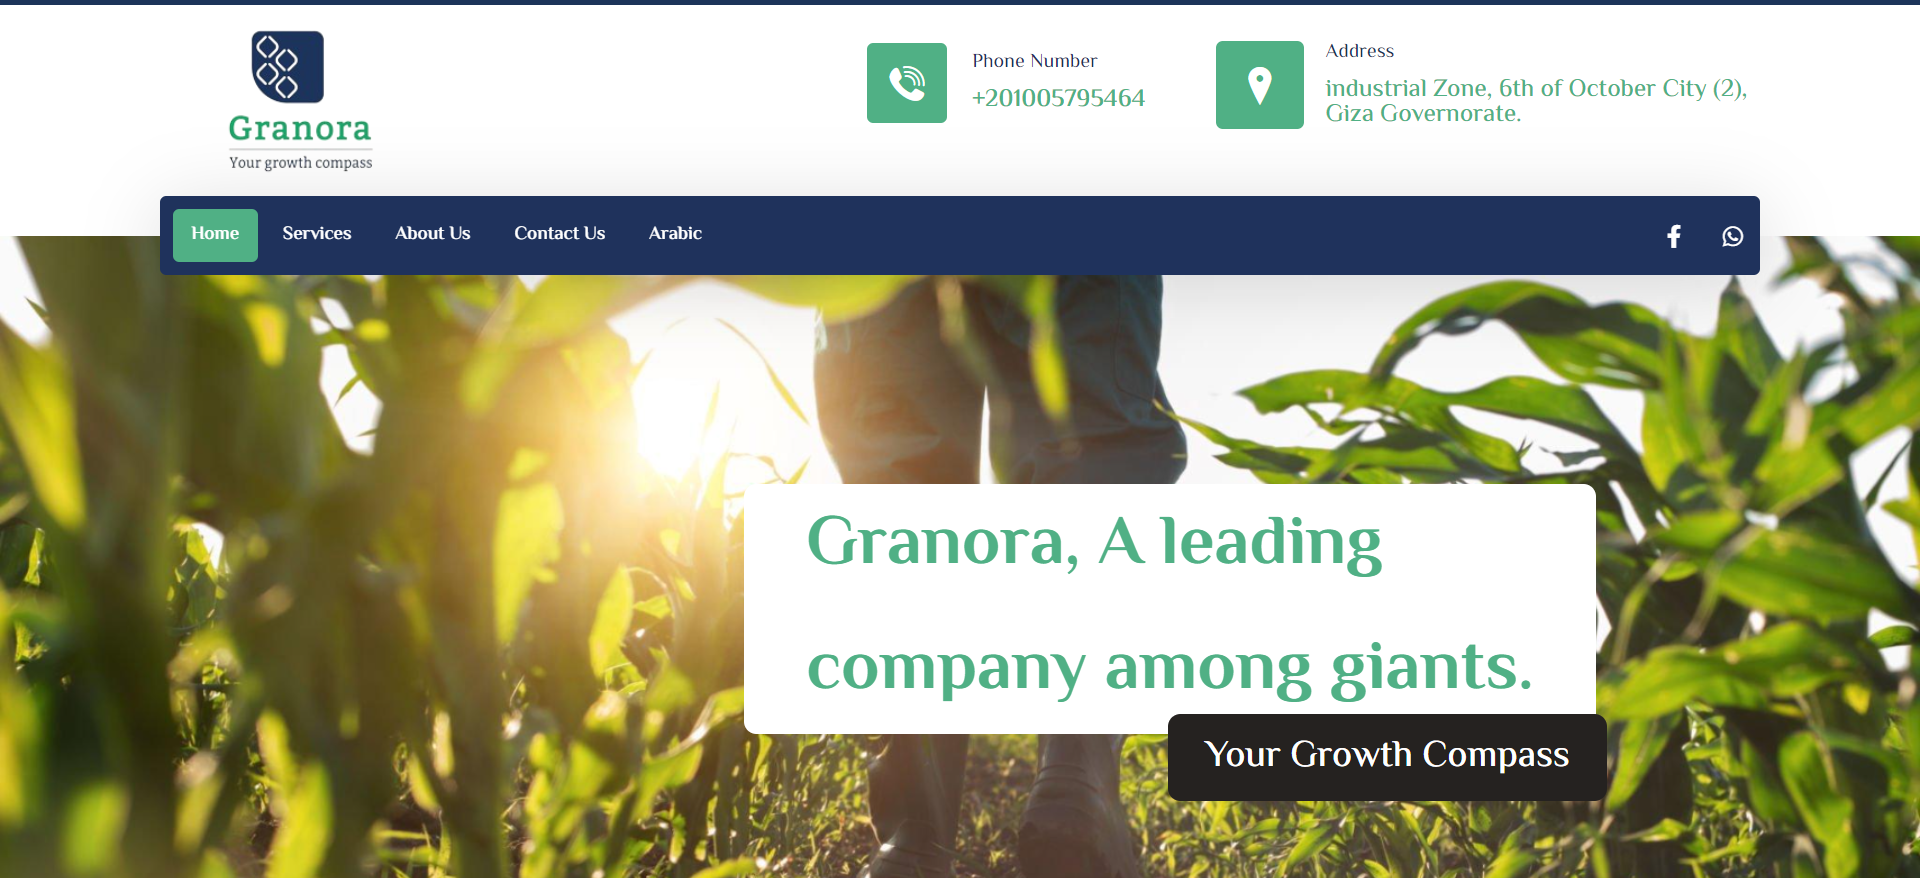 Granora
Your growth compass
Phone Number
+201005795464
Address
industrial Zone, 6th of October City (2),
Giza Governorate.
Home
Services
About Us
Contact Us
Arabic
Granora, A leading
company among giants.
Your Growth Compass